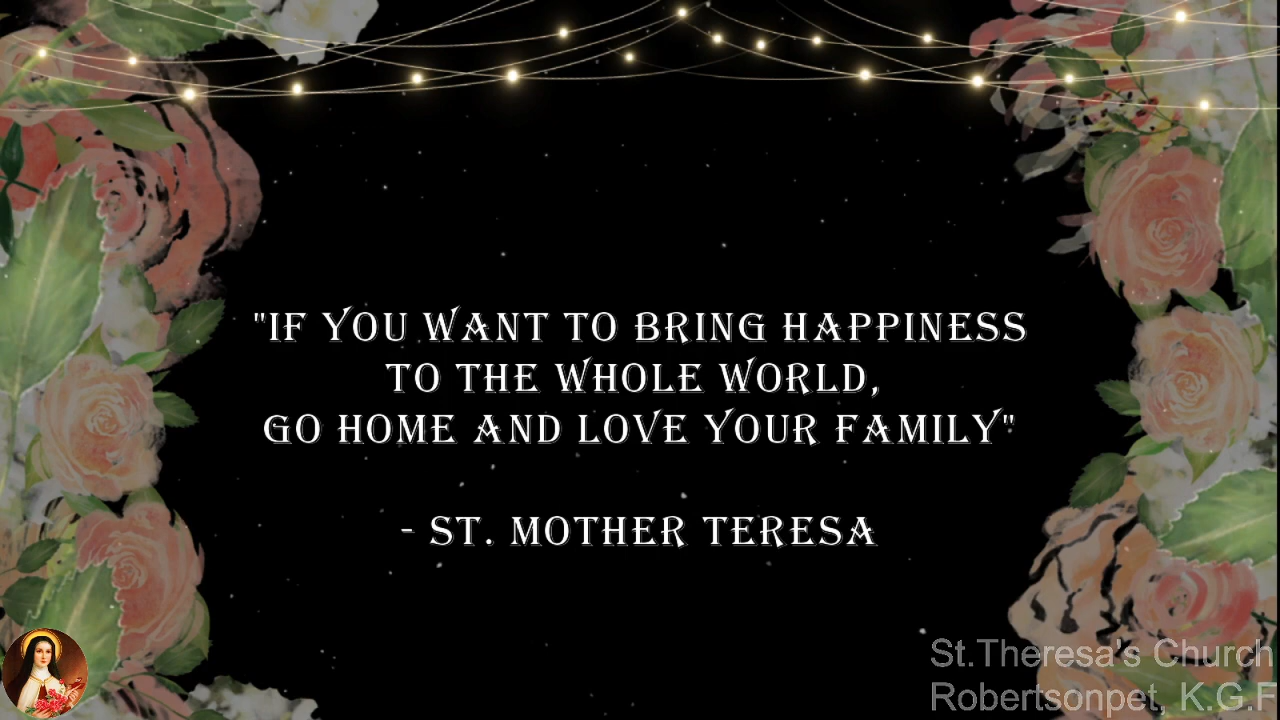 "IF YOU WANT TO BRING HAPPINESS
TO THE WHOLE WORLD,
GO HOME AND LOVE YOUR FAMILY"
- ST. MOTHER TERESA
St.Theresa's Church
Robertsonpet, K.G.F